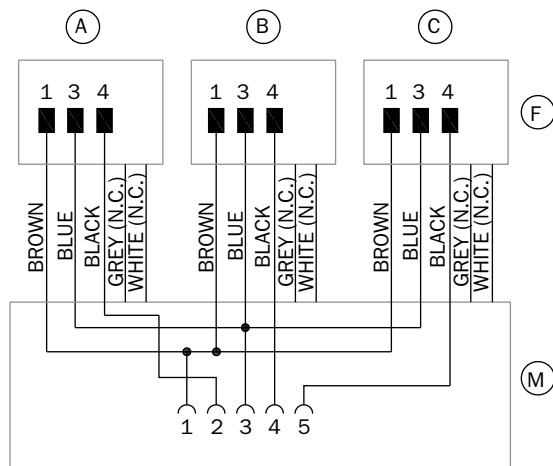 A B C
1 3 4 1 3 4 1 3 4
F
BROWN
BLUE
BLACK
GREY (N.C.)
WHITE (N.C.)
BROWN
BLUE
BLACK
GREY (N.C.)
WHITE (N.C.)
BROWN
BLUE
BLACK
GREY (N.C.)
WHITE (N.C.)
M
1 2 3 4 5